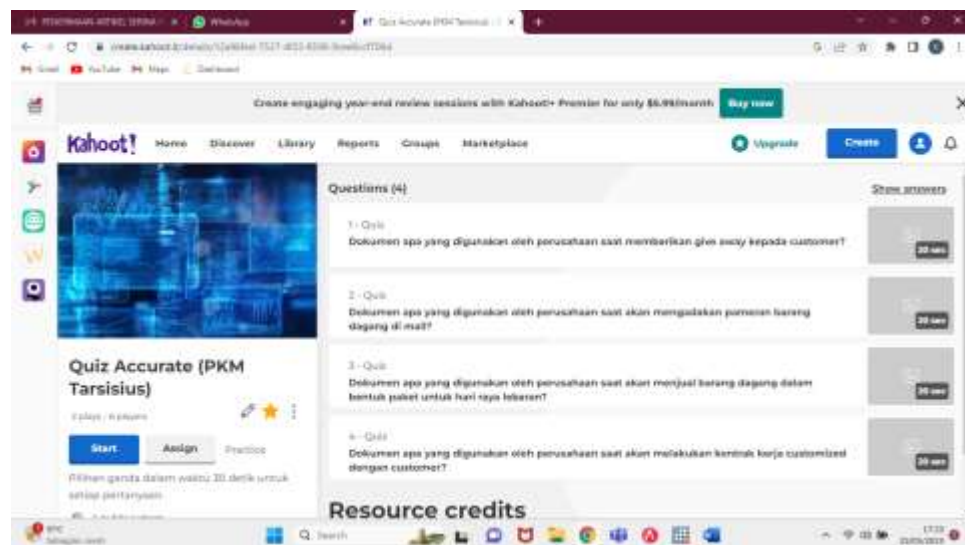 WhatsApp
Gmail YouTube Maps Dashboard
Create engaging year-end review sessions with Kahoot!+ Premier for only $6.99/month Buy now
Kahoot! Home Discover Library Reports Groups Marketplace Upgrade Create
Questions (4) Show answers
1 - Quiz
Dokumen apa yang digunakan oleh perusahaan saat memberikan give away kepada customer?
20 sec
2 - Quiz
Dokumen apa yang digunakan oleh perusahaan saat akan mengadakan pameran barang
dagang di mall?
20 sec
3 - Quiz
Dokumen apa yang digunakan oleh perusahaan saat akan menjual barang dagang dalam
bentuk paket untuk hari raya lebaran?
20 sec
4 - Quiz
Dokumen apa yang digunakan oleh perusahaan saat akan melakukan kontrak kerja customized
dengan customer?
20 sec
Quiz Accurate (PKM
Tarsisius)
Start Assign Practice
Pilihan ganda dalam waktu 20 detik untuk
setiap pertanyaan
Resource credits
Search